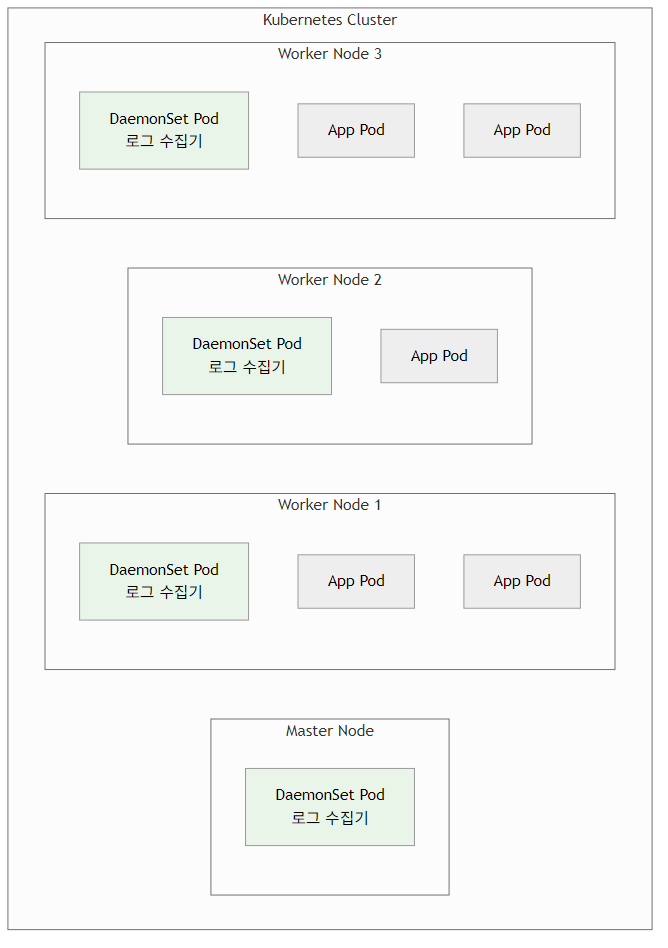 Kubernetes Cluster
Worker Node 3
DaemonSet Pod
로그 수집기
App Pod
App Pod
Worker Node 2
DaemonSet Pod
로그 수집기
App Pod
Worker Node 1
DaemonSet Pod
로그 수집기
App Pod
App Pod
Master Node
DaemonSet Pod
로그 수집기